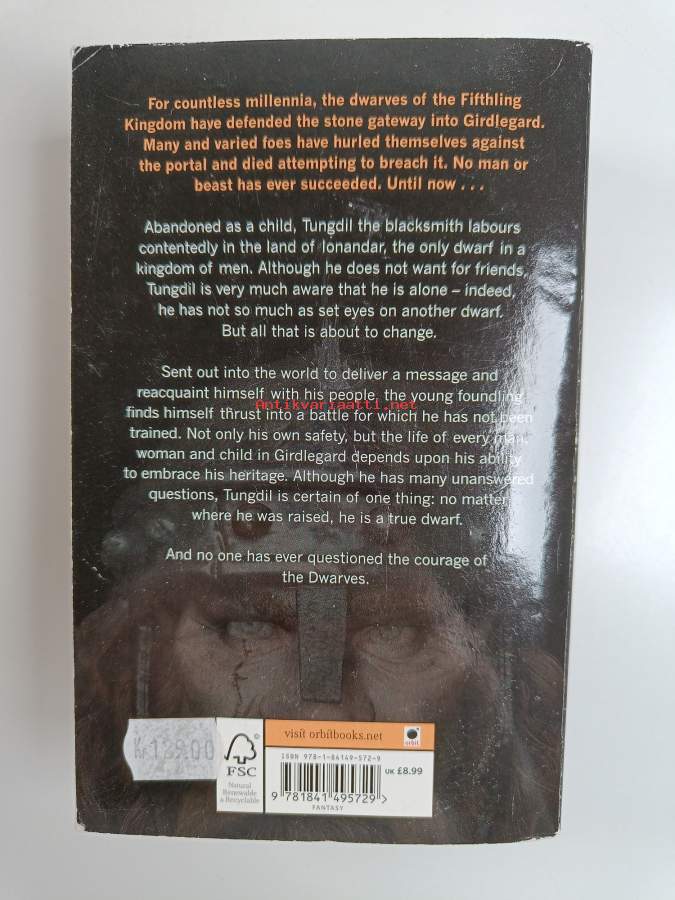 For countless millennia, the dwarves of the Fifthling
Kingdom have defended the stone gateway into Girdlegard.
Many and varied foes have hurled themselves against
the portal and died attempting to breach it. No man or
beast has ever succeeded. Until now . . .
Abandoned as a child, Tungdil the blacksmith labours
contentedly in the land of Ionandar, the only dwarf in a
kingdom of men. Although he does not want for friends,
Tungdil is very much aware that he is alone – indeed,
he has not so much as set eyes on another dwarf.
But all that is about to change.
Sent out into the world to deliver a message and
reacquaint himself with his people, the young foundling
Antikvariaatti.net
finds himself thrust into a battle for which he has not been
trained. Not only his own safety, but the life of every man,
woman and child in Girdlegard depends upon his ability
to embrace his heritage. Although he has many unanswered
questions, Tungdil is certain of one thing: no matter
where he was raised, he is a true dwarf.
And no one has ever questioned the courage of
the Dwarves.
visit orbitbooks.net
orbit
ISBN 978-1-84149-572-9
UK £8.99
9 781841 495729 >
FANTASY
FSC
Natural
Renewable
& Recyclable